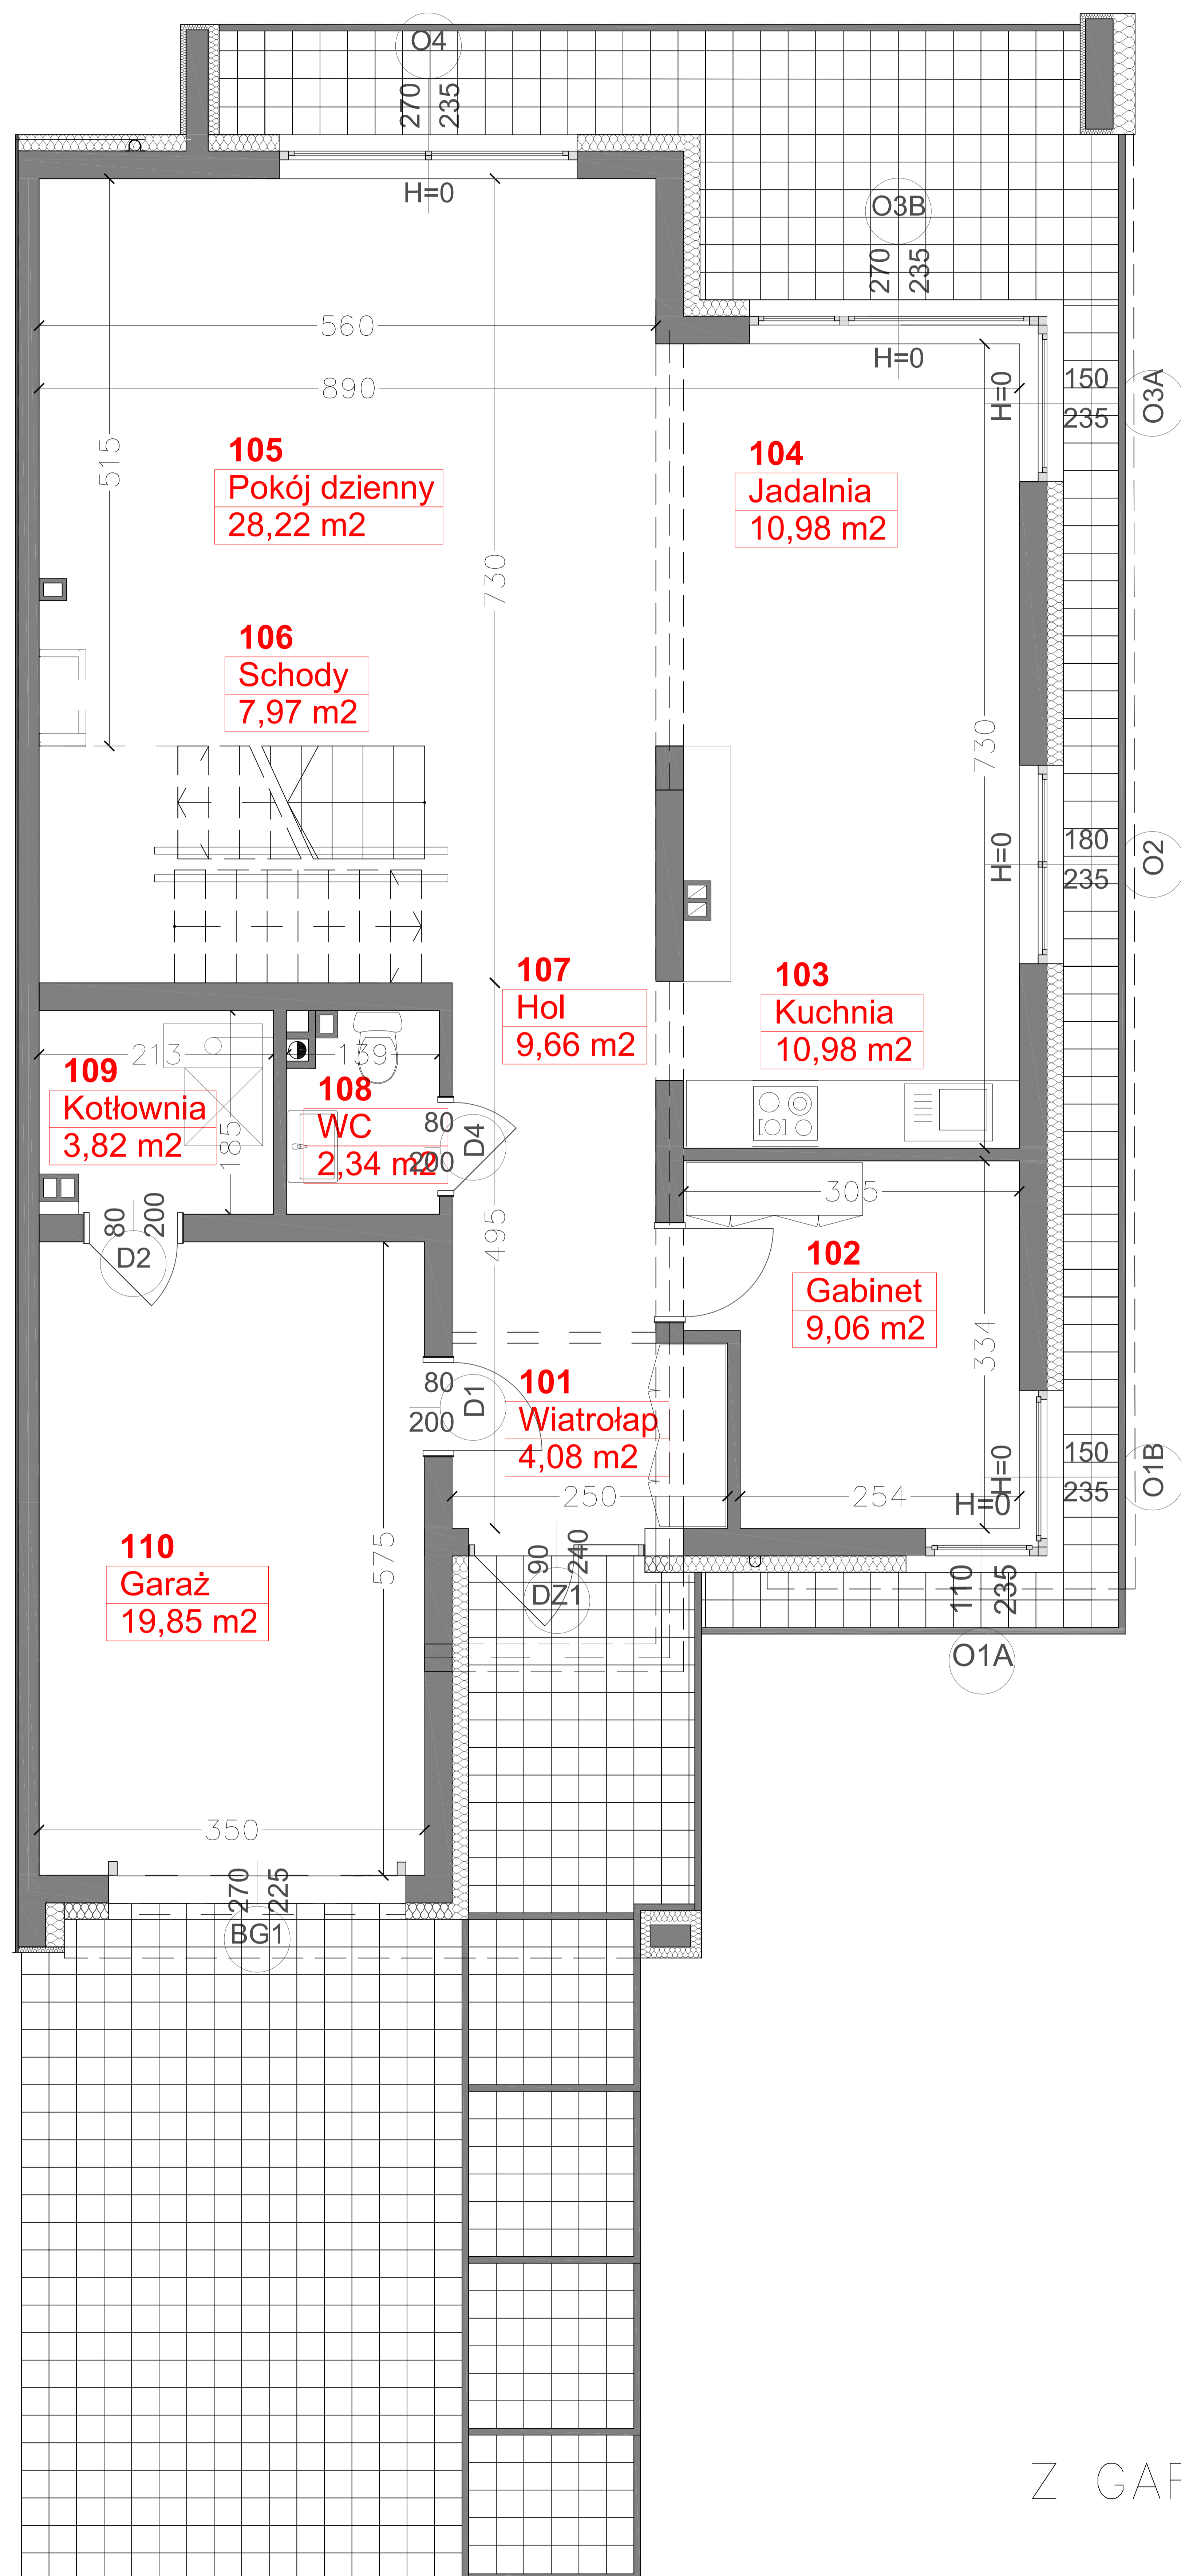 O4
270
235
H=0
O3B
270
235
H=0
560
890
H=0
150
235
O3A
515
105
Pokój dzienny
28,22 m2
104
Jadalnia
10,98 m2
730
106
Schody
7,97 m2
730
H=0
180
235
O2
107
Hol
9,66 m2
103
Kuchnia
10,98 m2
213
139
109
Kotłownia
3,82 m2
185
108
WC
2,34 m2
80
200
D4
305
80
200
D2
495
102
Gabinet
9,06 m2
334
80
200
D1
101
Wiatrołap
4,08 m2
250
254
H=0
H=0
150
235
O1B
110
Garaż
19,85 m2
575
90
240
DZ1
110
235
O1A
350
270
225
BG1
Z GAR